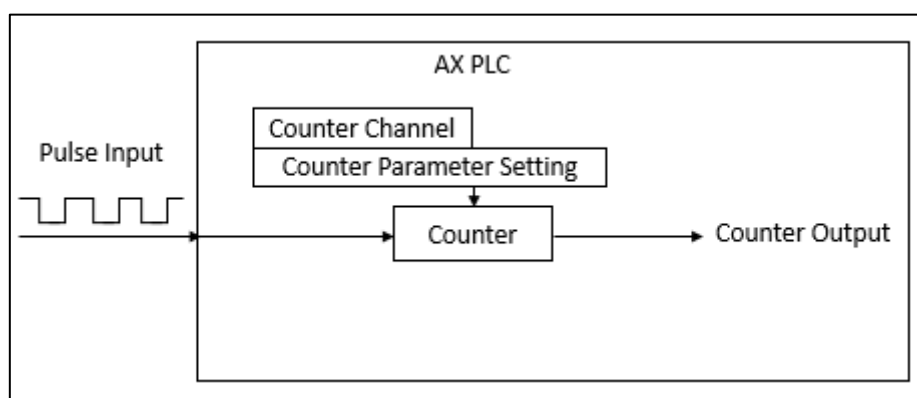 AX PLC
Counter Channel
Pulse Input
Counter Parameter Setting
Counter
Counter Output